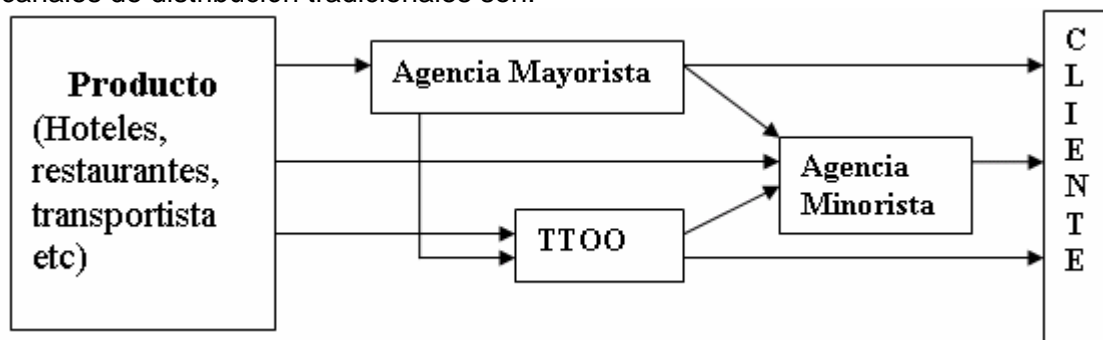 canales de distribución tradicionales son:
Producto
(Hoteles,
restaurantes,
transportista
etc)
Agencia Mayorista
Agencia
Minorista
TTOO
C
L
I
E
N
T
E